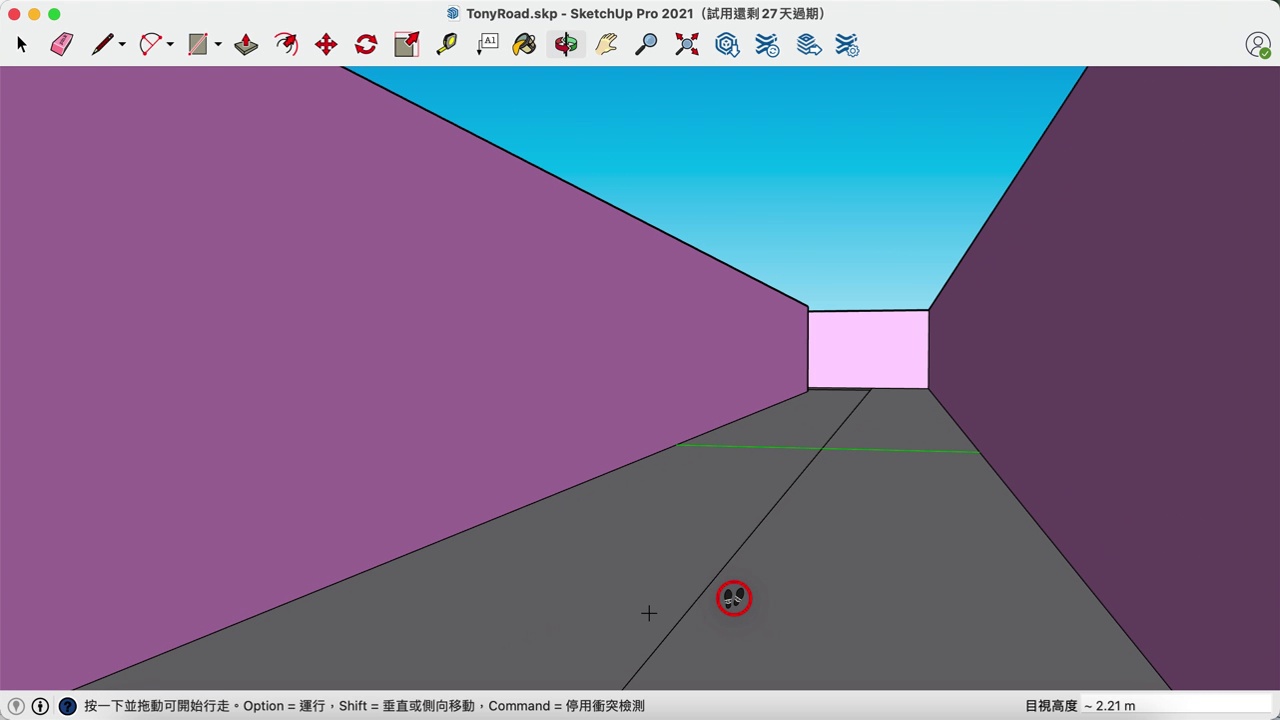 TonyRoad.skp - SketchUp Pro 2021（試用還剩 27 天過期）
A1
按一下並拖動可開始行走。Option = 運行，Shift = 垂直或側向移動，Command = 停用衝突檢測
目視高度 ~ 2.21 m